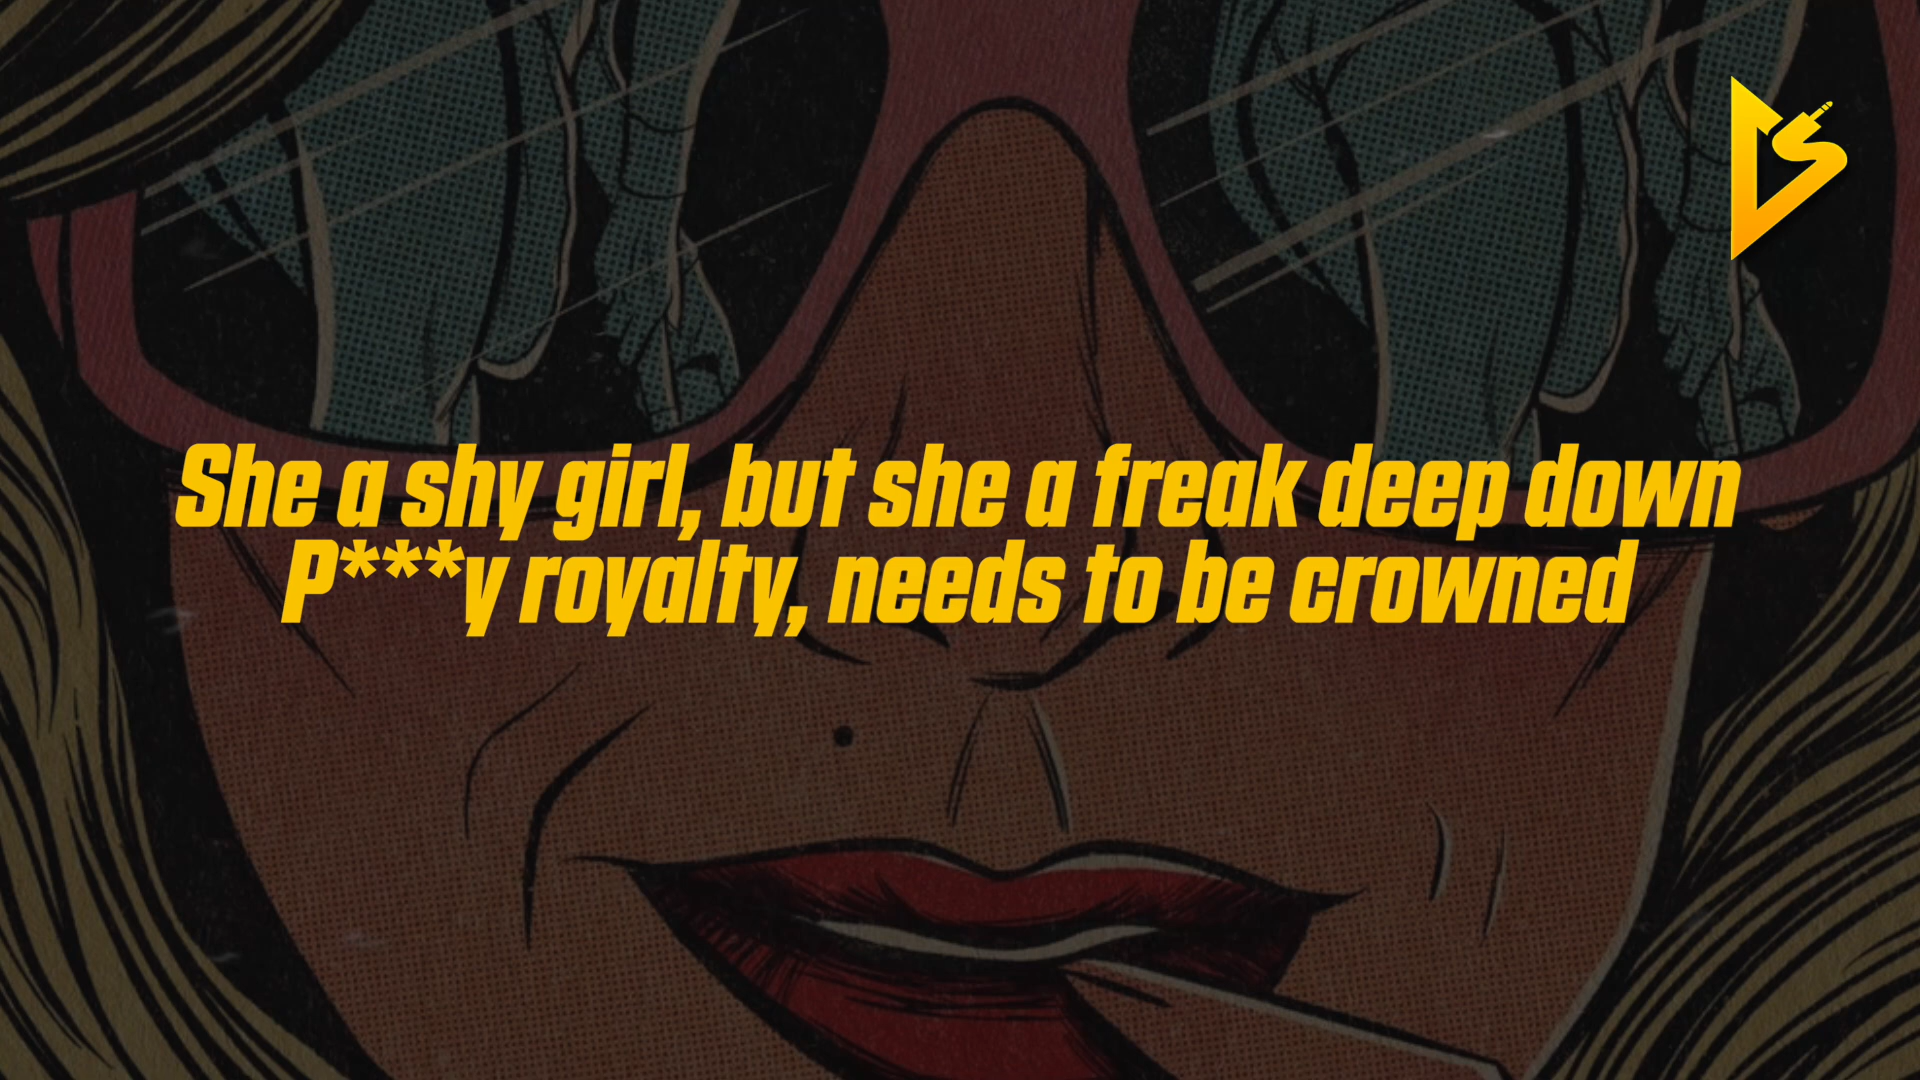 She a shy girl, but she a freak deep down
P***y royalty, needs to be crowned